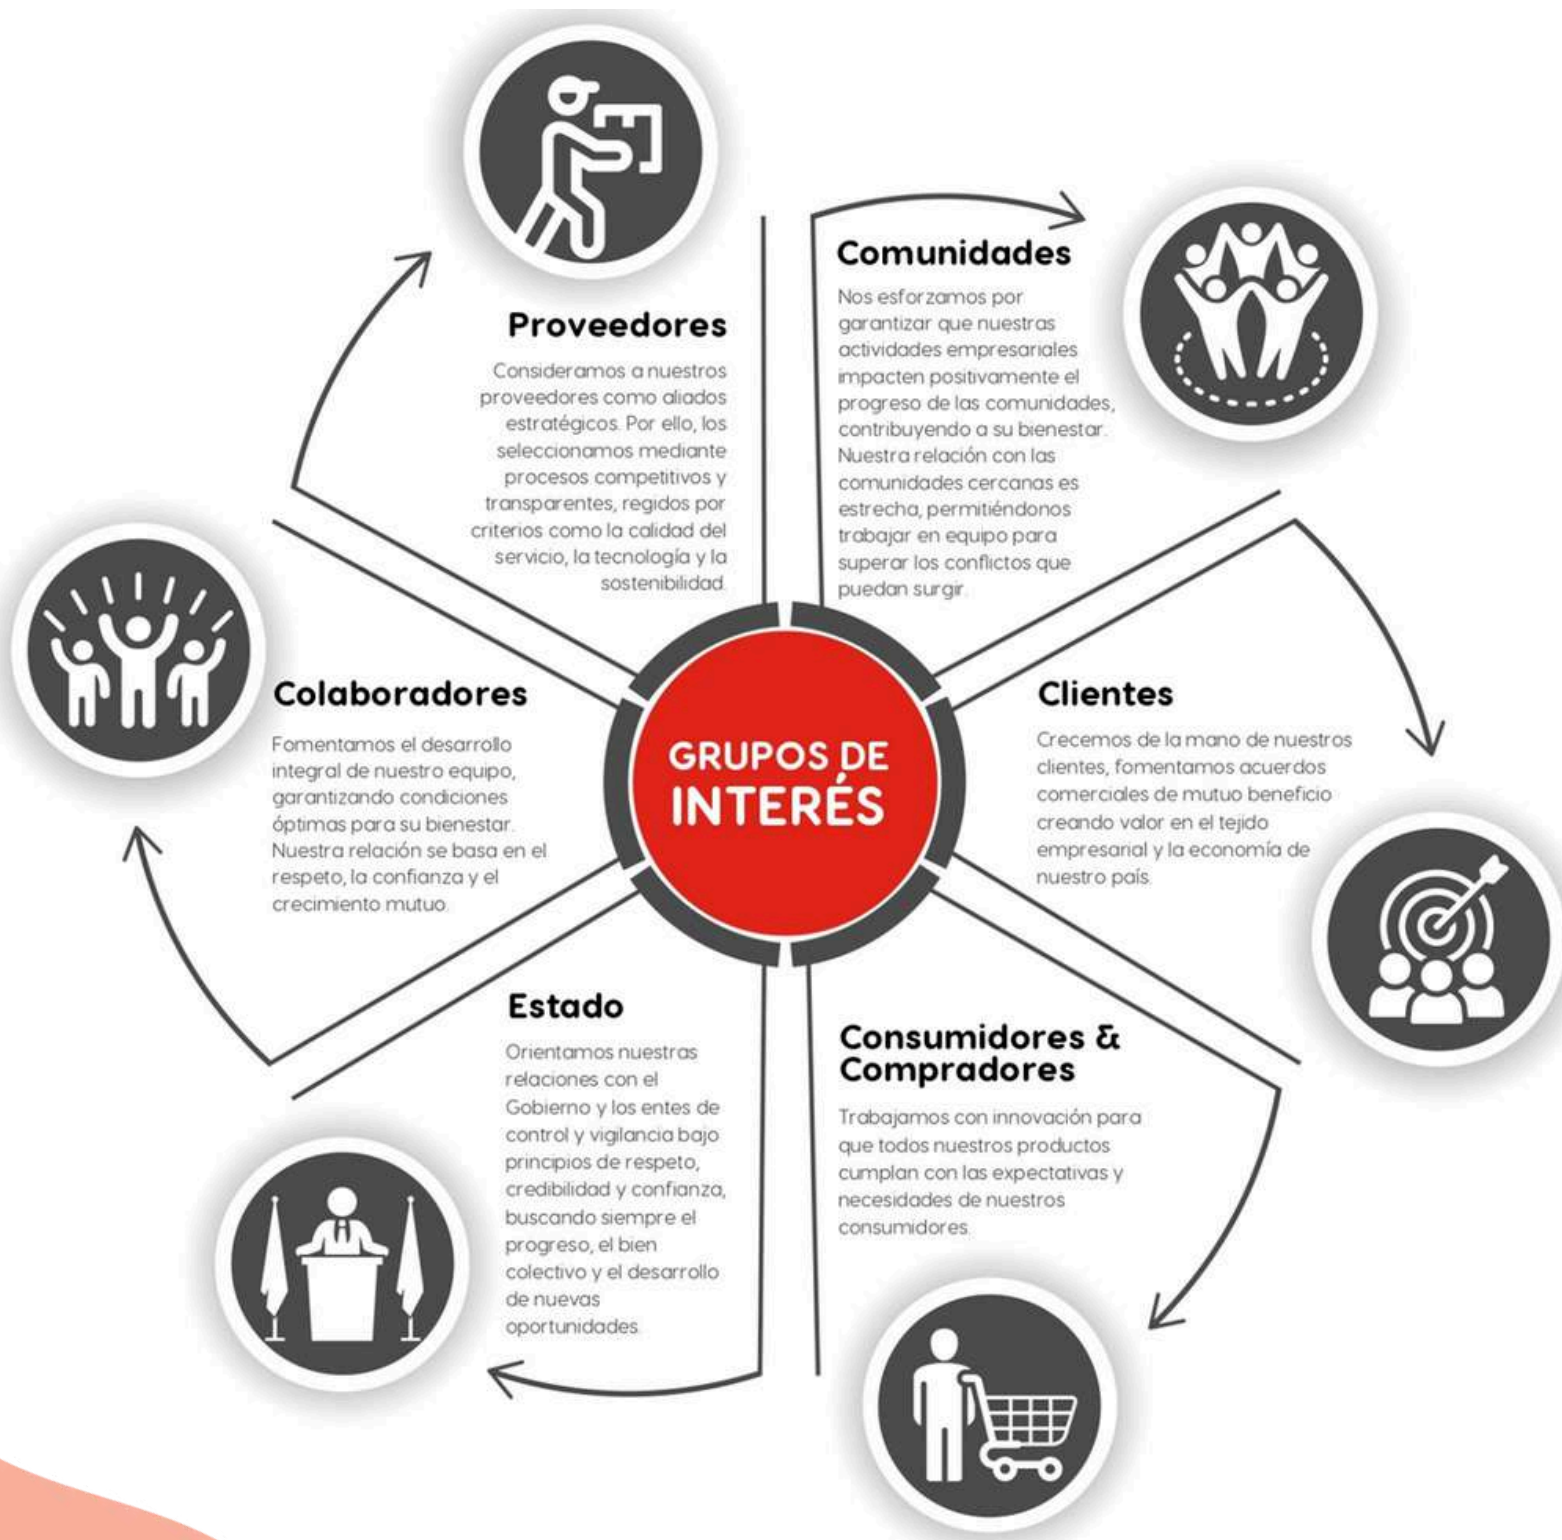 Proveedores
Consideramos a nuestros
proveedores como aliados
estratégicos. Por ello, los
seleccionamos mediante
procesos competitivos y
transparentes, regidos por
criterios como la calidad del
servicio, la tecnología y la
sostenibilidad.
Comunidades
Nos esforzamos por
garantizar que nuestras
actividades empresariales
impacten positivamente el
progreso de las comunidades,
contribuyendo a su bienestar.
Nuestra relación con las
comunidades cercanas es
estrecha, permitiéndonos
trabajar en equipo para
superar los conflictos que
puedan surgir.
Colaboradores
Fomentamos el desarrollo
integral de nuestro equipo,
garantizando condiciones
óptimas para su bienestar.
Nuestra relación se basa en el
respeto, la confianza y el
crecimiento mutuo.
GRUPOS DE
INTERÉS
Clientes
Crecemos de la mano de nuestros
clientes, fomentamos acuerdos
comerciales de mutuo beneficio
creando valor en el tejido
empresarial y la economía de
nuestro país.
Estado
Orientamos nuestras
relaciones con el
Gobierno y los entes de
control y vigilancia bajo
principios de respeto,
credibilidad y confianza,
buscando siempre el
progreso, el bien
colectivo y el desarrollo
de nuevas
oportunidades.
Consumidores &
Compradores
Trabajamos con innovación para
que todos nuestros productos
cumplan con las expectativas y
necesidades de nuestros
consumidores.